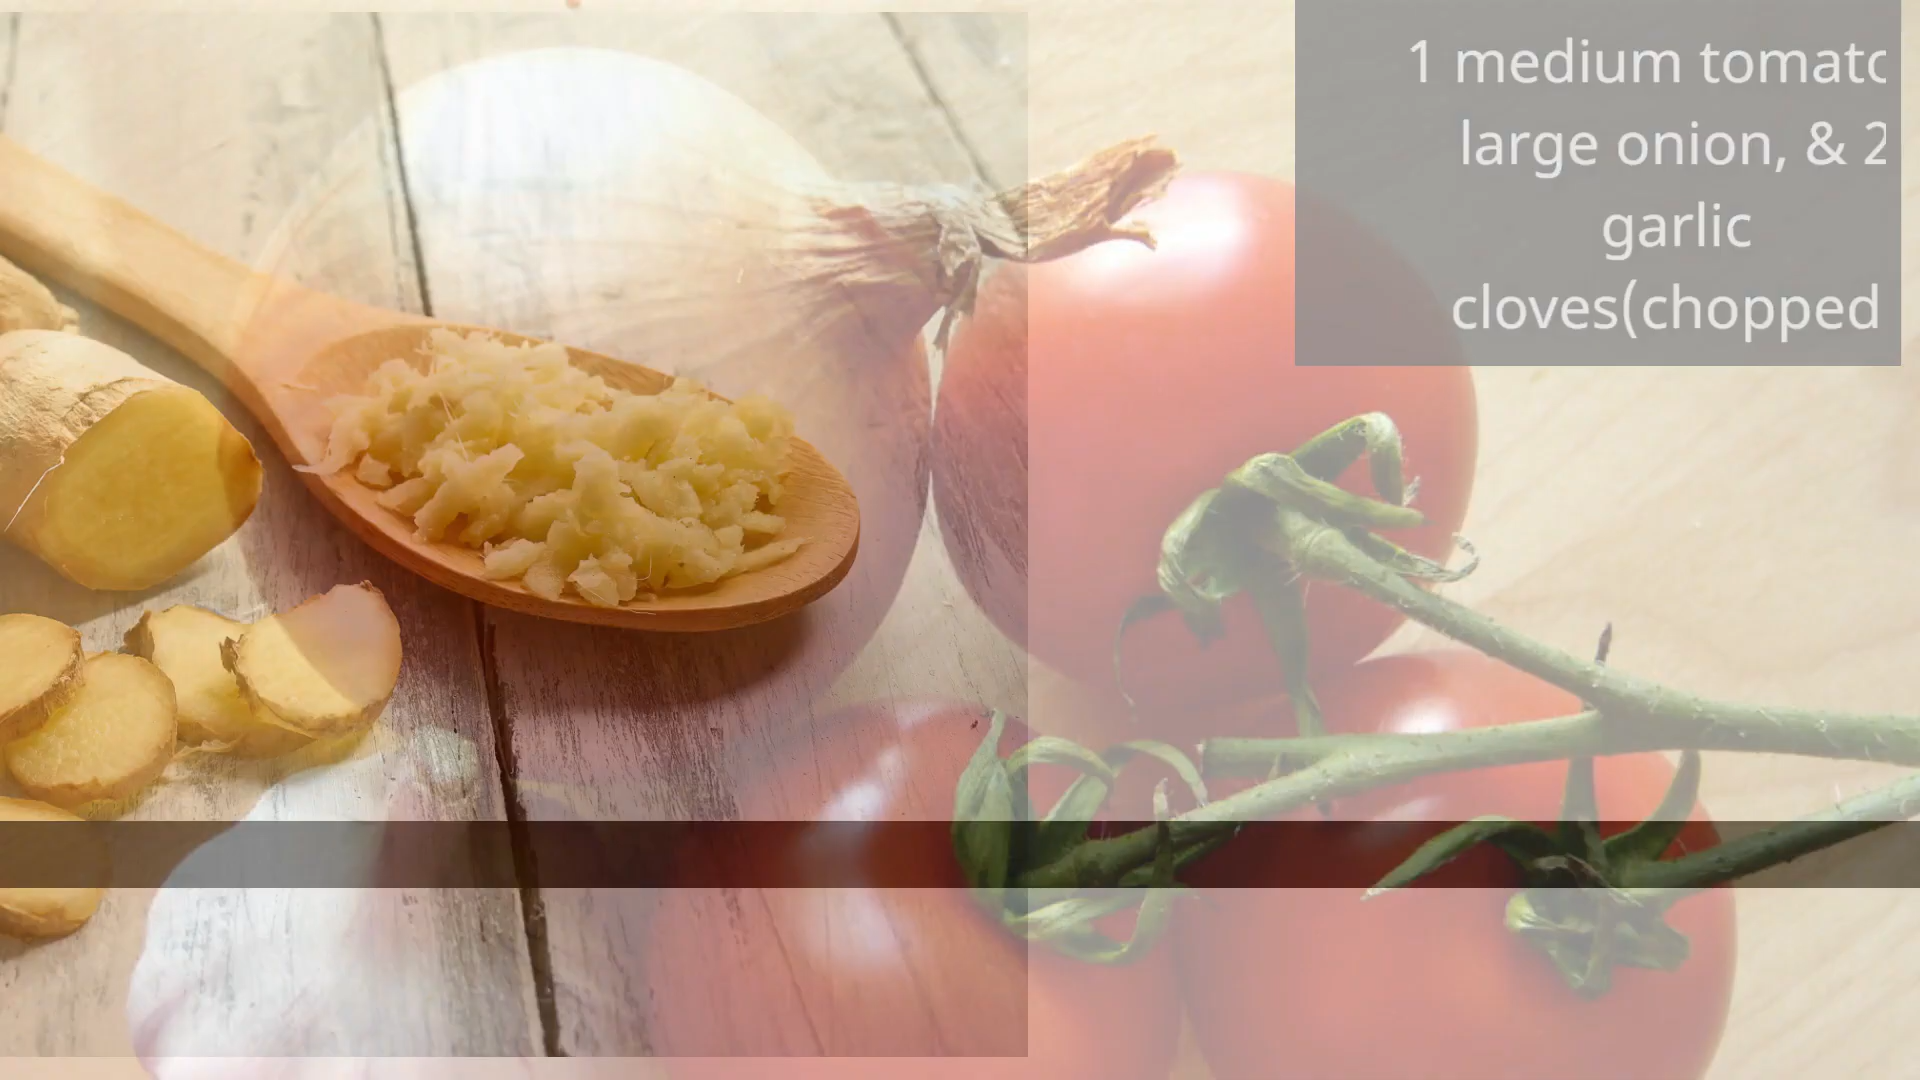 1 medium tomato
large onion, & 2
garlic
cloves(chopped